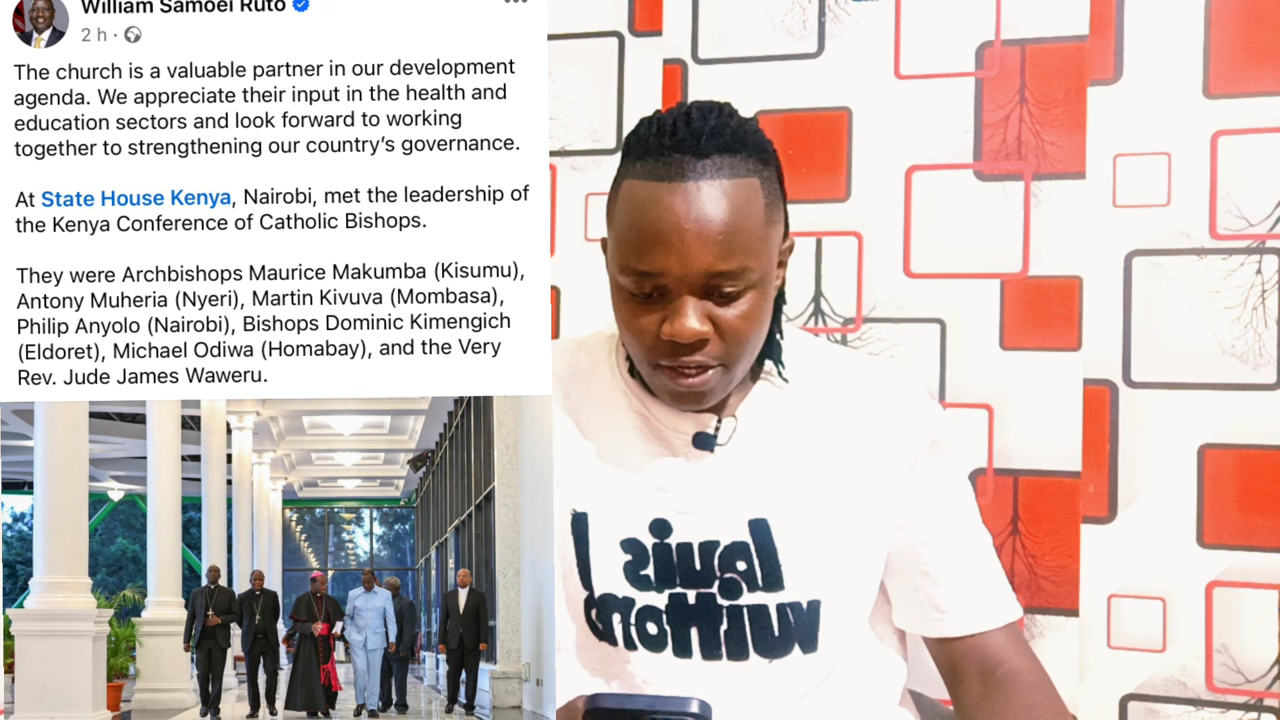 William Samoei Ruto
2 h ·
The church is a valuable partner in our development
agenda. We appreciate their input in the health and
education sectors and look forward to working
together to strengthening our country's governance.
At State House Kenya, Nairobi, met the leadership of
the Kenya Conference of Catholic Bishops.
They were Archbishops Maurice Makumba (Kisumu),
Antony Muheria (Nyeri), Martin Kivuva (Mombasa),
Philip Anyolo (Nairobi), Bishops Dominic Kimengich
(Eldoret), Michael Odiwa (Homabay), and the Very
Rev. Jude James Waweru.